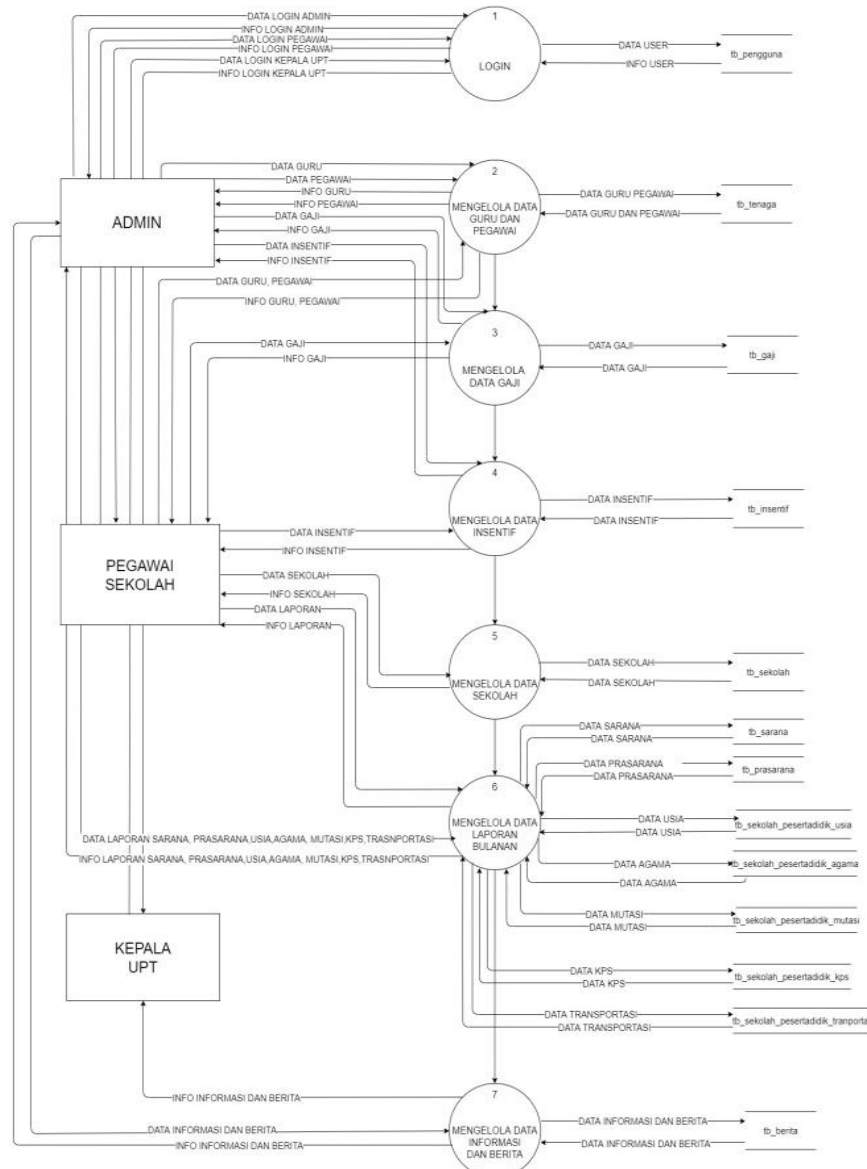 DATA LOGIN ADMIN
INFO LOGIN ADMIN
DATA LOGIN PEGAWAI
INFO LOGIN PEGAWAI
DATA LOGIN KEPALA UPT
INFO LOGIN KEPALA UPT
1
LOGIN
DATA USER
INFO USER
tb_pengguna
ADMIN
DATA GURU
DATA PEGAWAI
INFO GURU
INFO PEGAWAI
DATA GAJI
INFO GAJI
DATA INSENTIF
INFO INSENTIF
DATA GURU, PEGAWAI
INFO GURU, PEGAWAI
2
MENGELOLA DATA
GURU DAN
PEGAWAI
DATA GURU PEGAWAI
DATA GURU DAN PEGAWAI
tb_tenaga
DATA GAJI
INFO GAJI
3
MENGELOLA
DATA GAJI
DATA GAJI
DATA GAJI
tb_gaji
4
MENGELOLA DATA
INSENTIF
DATA INSENTIF
DATA INSENTIF
tb_insentif
PEGAWAI
SEKOLAH
DATA INSENTIF
INFO INSENTIF
DATA SEKOLAH
INFO SEKOLAH
DATA LAPORAN
INFO LAPORAN
5
MENGELOLA DATA
SEKOLAH
DATA SEKOLAH
DATA SEKOLAH
tb_sekolah
6
MENGELOLA DATA
LAPORAN
BULANAN
DATA SARANA
DATA SARANA
tb_sarana
DATA PRASARANA
DATA PRASARANA
tb_prasarana
DATA USIA
DATA USIA
tb_sekolah_pesertadidik_usia
DATA AGAMA
DATA AGAMA
tb_sekolah_pesertadidik_agama
DATA MUTASI
DATA MUTASI
tb_sekolah_pesertadidik_mutasi
DATA KPS
DATA KPS
tb_sekolah_pesertadidik_kps
DATA TRANSPORTASI
DATA TRANSPORTASI
tb_sekolah_pesertadidik_tranporta
DATA LAPORAN SARANA, PRASARANA,USIA,AGAMA, MUTASI,KPS,TRASNPORTASI
INFO LAPORAN SARANA, PRASARANA,USIA,AGAMA, MUTASI,KPS,TRASNPORTASI
KEPALA
UPT
INFO INFORMASI DAN BERITA
DATA INFORMASI DAN BERITA
INFO INFORMASI DAN BERITA
7
MENGELOLA DATA
INFORMASI
DAN BERITA
DATA INFORMASI DAN BERITA
DATA INFORMASI DAN BERITA
tb_berita